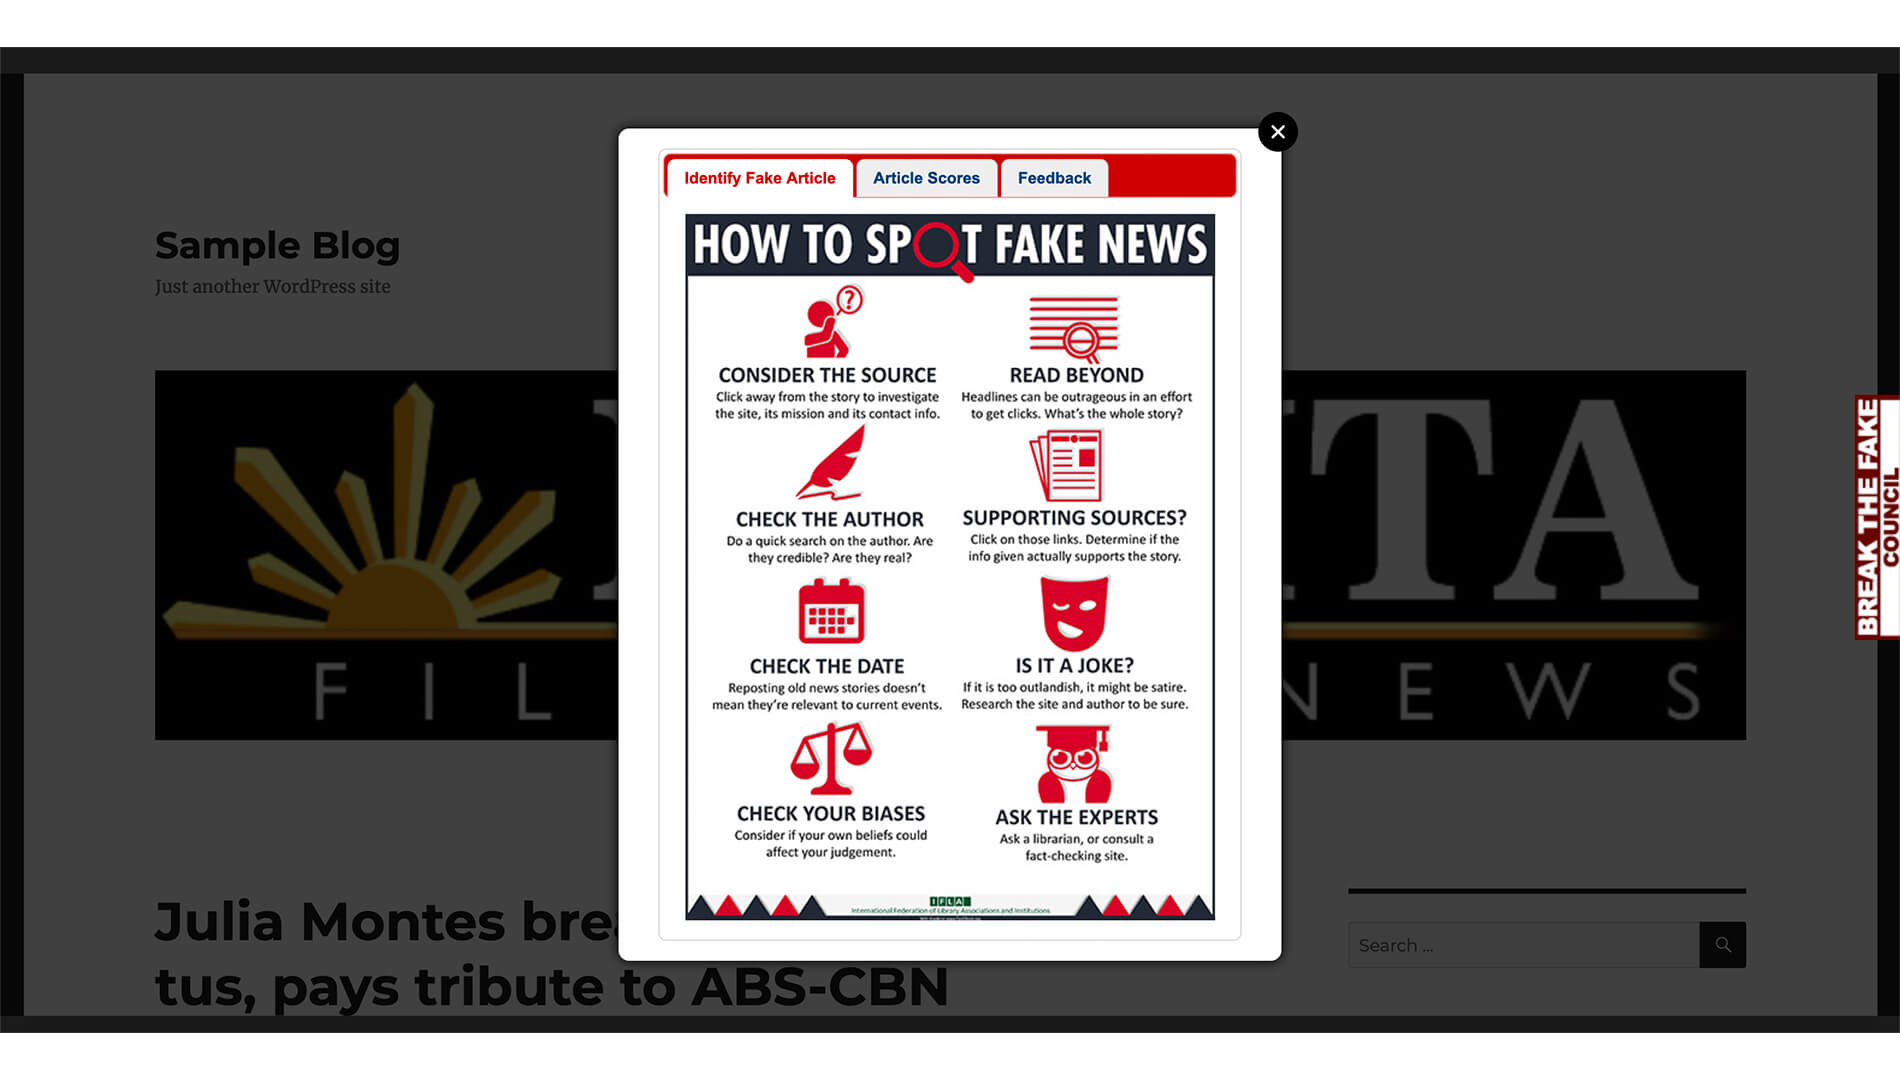 Sample Blog
Just another WordPress site
ITA
FIL
NEWS
Julia Montes brea
tus, pays tribute to ABS-CBN
Search ...
Identify Fake Article
Article Scores
Feedback
HOW TO SPOT FAKE NEWS
CONSIDER THE SOURCE
Click away from the story to investigate
the site, its mission and its contact info.
READ BEYOND
Headlines can be outrageous in an effort
to get clicks. What's the whole story?
CHECK THE AUTHOR
Do a quick search on the author. Are
they credible? Are they real?
SUPPORTING SOURCES?
Click on those links. Determine if the
info given actually supports the story.
CHECK THE DATE
Reposting old news stories doesn't
mean they're relevant to current events.
IS IT A JOKE?
If it is too outlandish, it might be satire.
Research the site and author to be sure.
CHECK YOUR BIASES
Consider if your own beliefs could
affect your judgement.
ASK THE EXPERTS
Ask a librarian, or consult a
fact-checking site.
IFLA
International Federation of Library Associations and Institutions
BREAK THE FAKE
COUNCIL